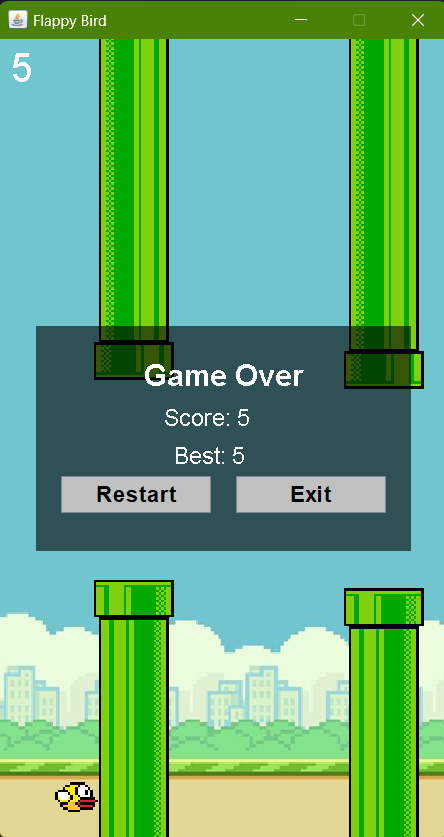 Flappy Bird
5
Game Over
Score: 5
Best: 5
Restart Exit